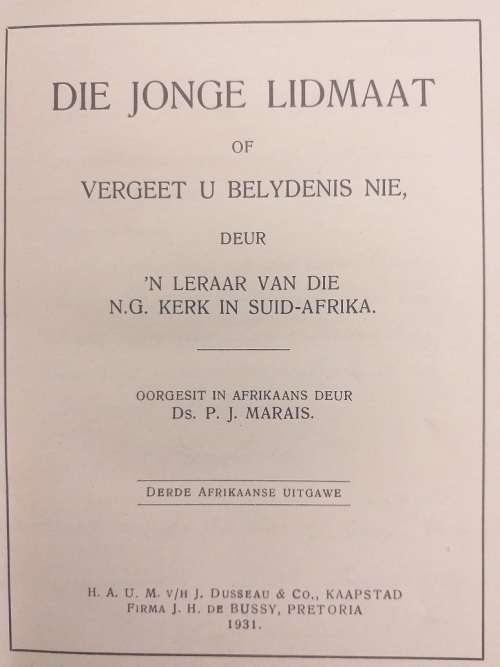 DIE JONGE LIDMAAT
OF
VERGEET U BELYDENIS NIE,
DEUR
'N LERAAR VAN DIE
N.G. KERK IN SUID-AFRIKA.
OORGESIT IN AFRIKAANS DEUR
Ds. P. J. MARAIS.
DERDE AFRIKAANSE UITGAWE
H. A. U. M. V/H J. DUSSEAU & Co., KAAPSTAD
FIRMA J. H. DE BUSSY, PRETORIA
1931.